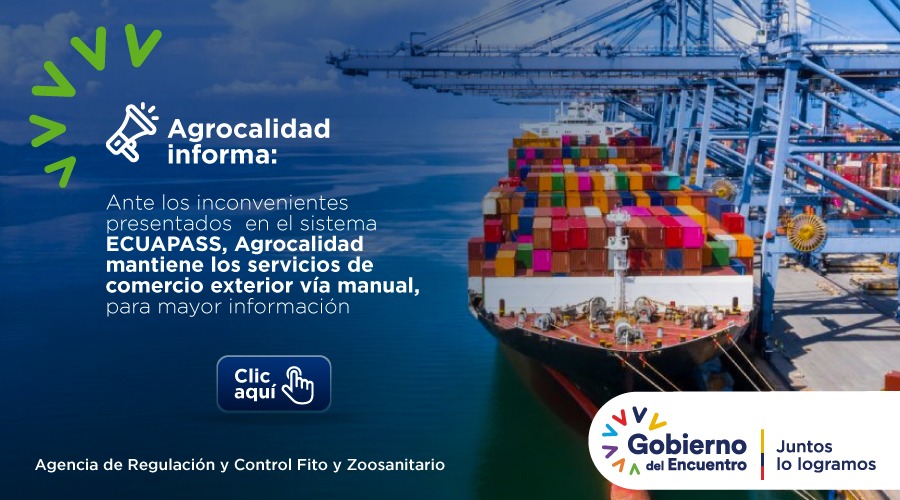 Agrocalidad
informa:
Ante los inconvenientes
presentados en el sistema
ECUAPASS, Agrocalidad
mantiene los servicios de
comercio exterior vía manual,
para mayor información
Clic
aquí
Agencia de Regulación y Control Fito y Zoosanitario
Gobierno
del Encuentro
Juntos
lo logramos